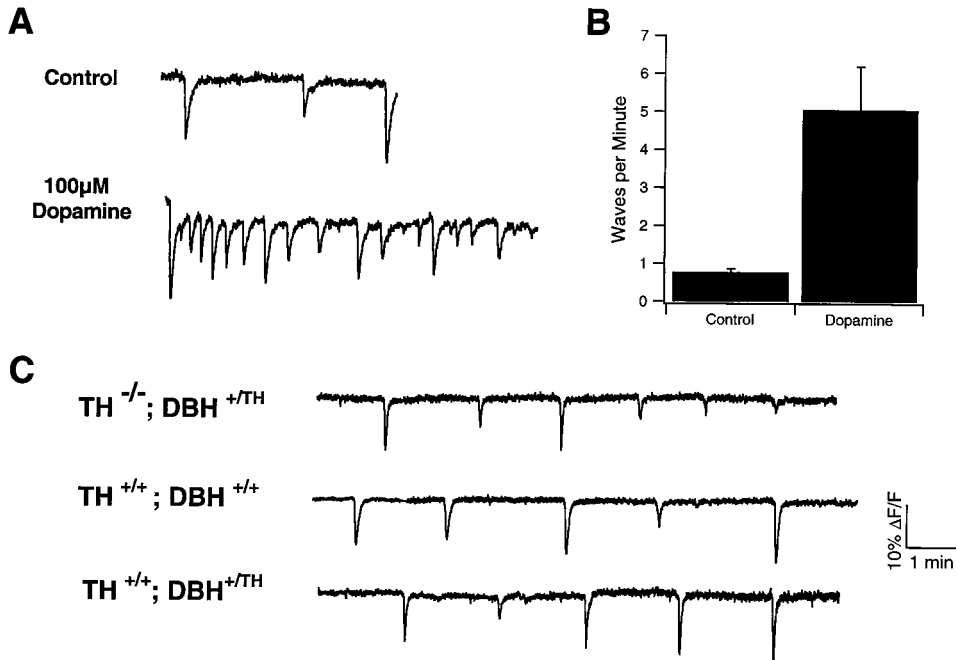 A
Control
100µM
Dopamine
B
Waves per Minute
7
6
5
4
3
2
1
0
Control
Dopamine
C
TH -/-; DBH +/TH
TH +/+; DBH +/+
TH +/+; DBH+/TH
10% ΔF/F
1 min